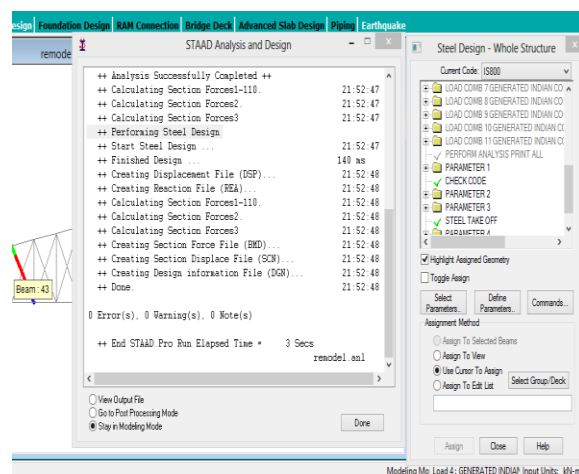 esign Foundation Design RAM Connection Bridge Deck Advanced Slab Design Piping Earthquake
remode
STAAD Analysis and Design
++ Analysis Successfully Completed ++
++ Calculating Section Forces1-110. 21:52:47
++ Calculating Section Forces2. 21:52:47
++ Calculating Section Forces3 21:52:47
++ Performing Steel Design
++ Start Steel Design ... 21:52:47
++ Finished Design ... 140 ms
++ Creating Displacement File (DSP)... 21:52:48
++ Creating Reaction File (REA)... 21:52:48
++ Calculating Section Forces1-110. 21:52:48
++ Calculating Section Forces2. 21:52:48
++ Calculating Section Forces3 21:52:48
++ Creating Section Force File (BMD)... 21:52:48
++ Creating Section Displace File (SCN)... 21:52:48
++ Creating Design information File (DGN)... 21:52:48
++ Done. 21:52:48
0 Error(s), 0 Warning(s), 0 Note(s)
++ End STAAD.Pro Run Elapsed Time = 3 Secs
remodel.anl
View Output File
Go to Post Processing Mode
Stay in Modeling Mode
Done
Beam : 43
Steel Design - Whole Structure
Current Code: IS800
LOAD COMB 7 GENERATED INDIAN CO
LOAD COMB 8 GENERATED INDIAN CO
LOAD COMB 9 GENERATED INDIAN CO
LOAD COMB 10 GENERATED INDIAN CC
LOAD COMB 11 GENERATED INDIAN CC
PERFORM ANALYSIS PRINT ALL
PARAMETER 1
CHECK CODE
PARAMETER 2
PARAMETER 3
STEEL TAKE OFF
PARAMETER 4
Highlight Assigned Geometry
Toggle Assign
Select Parameters...
Define Parameters...
Commands...
Assignment Method
Assign To Selected Beams
Assign To View
Use Cursor To Assign
Assign To Edit List
Select Group/Deck
Assign
Close
Help
Modeling Mo Load 4 : GENERATED INDIAN Input Units: kN-m